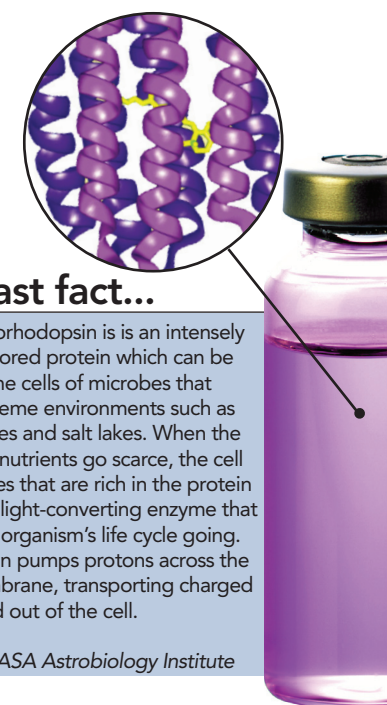 ast fact...
orhodopsin is is an intensely
ored protein which can be
ne cells of microbes that
eme environments such as
es and salt lakes. When the
nutrients go scarce, the cell
es that are rich in the protein
light-converting enzyme that
organism's life cycle going.
n pumps protons across the
brane, transporting charged
d out of the cell.
ASA Astrobiology Institute